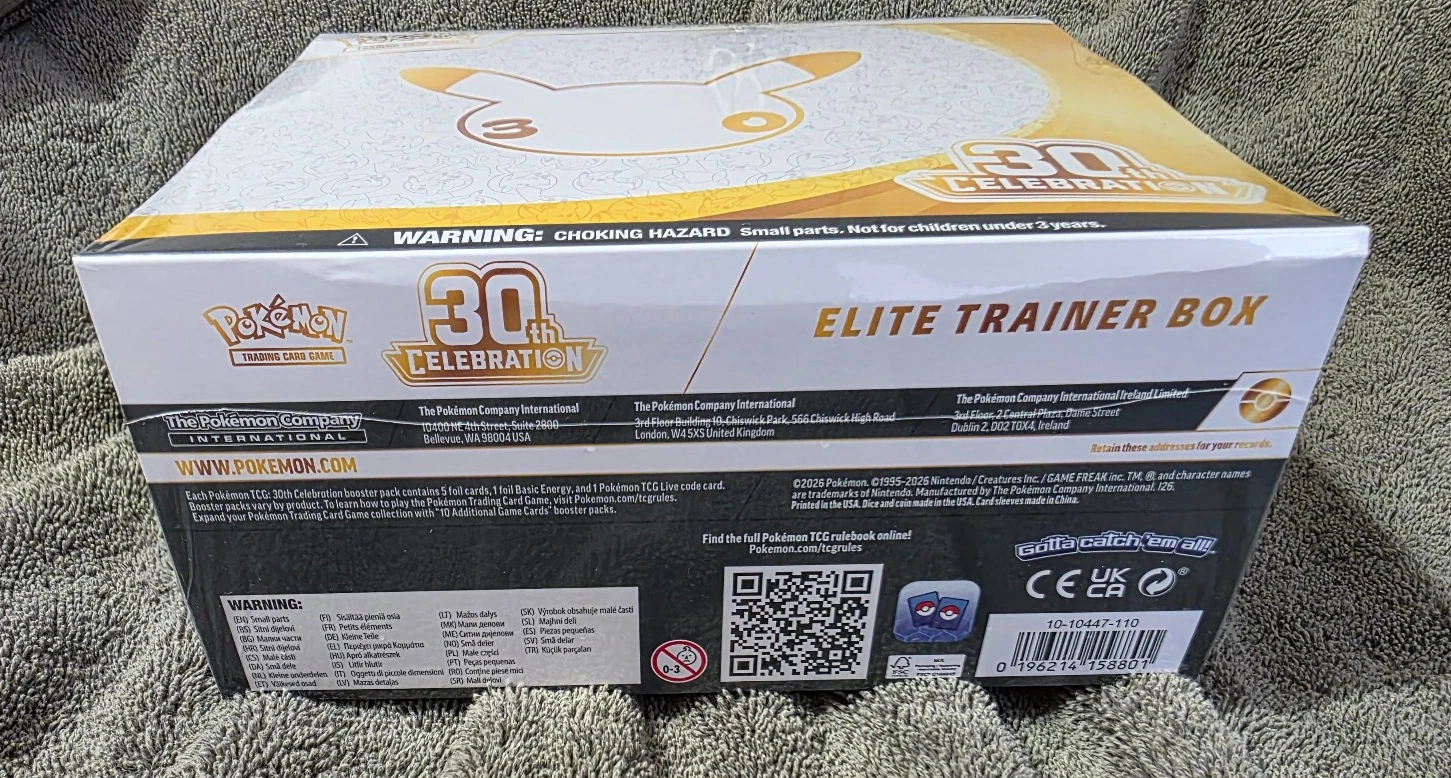 30
WARNING: CHOKING HAZARD Small parts. Not for children under 3 years.
30th
CELEBRATION
POKéMON
TRADING CARD GAME
30th
CELEBRATION
ELITE TRAINER BOX
The Pokémon Company
INTERNATIONAL
The Pokémon Company International
10400 NE 4th Street, Suite 2800
Bellevue, WA 98004 USA
The Pokémon Company International
3rd Floor Building 10, Chiswick Park, 566 Chiswick High Road
London, W4 5XS United Kingdom
The Pokémon Company International Ireland Limited
3rd Floor, 2 Central Plaza, Dame Street
Dublin 2, D02 T0X4, Ireland
Retain these addresses for your records.
WWW.POKEMON.COM
Each Pokémon TCG: 30th Celebration booster pack contains 5 foil cards, 1 foil Basic Energy, and 1 Pokémon TCG Live code card.
Booster packs vary by product. To learn how to play the Pokémon Trading Card Game, visit Pokemon.com/tcgrules.
Expand your Pokémon Trading Card Game collection with "10 Additional Game Cards" booster packs.
©2026 Pokémon. ©1995-2026 Nintendo / Creatures Inc. / GAME FREAK inc. TM, ®, and character names
are trademarks of Nintendo. Manufactured by The Pokémon Company International. 126.
Printed in the USA. Dice and coin made in the USA. Card sleeves made in China.
Find the full Pokémon TCG rulebook online!
Pokemon.com/tcgrules
Gotta catch 'em all!
CE UK CA ®
WARNING:
(EN) Small parts
(BS) Sitni dijelovi
(BG) Малки части
(HR) Sitni dijelovi
(CS) Malé části
(DA) Små dele
(NL) Kleine onderdelen
(ET) Väikesed osad
(FI) Sisältää pieniä osia
(FR) Petits éléments
(DE) Kleine Teile
(EL) Περιέχει μικρά Κομμάτια
(HU) Apró alkatrészek
(IS) Litlir hlutir
(IT) Oggetti di piccole dimensioni
(LV) Mazas detaļas
(LT) Mažos dalys
(MK) Мали делови
(ME) Ситни дијелови
(NO) Små deler
(PL) Małe części
(PT) Peças pequenas
(RO) Conține piese mici
(SR) Mali delovi
(SK) Výrobok obsahuje malé časti
(SL) Majhni deli
(ES) Piezas pequeñas
(SV) Små delar
(TR) Küçük parçalan
0-3
FSC
MIX
10-10447-110
0 196214 158801